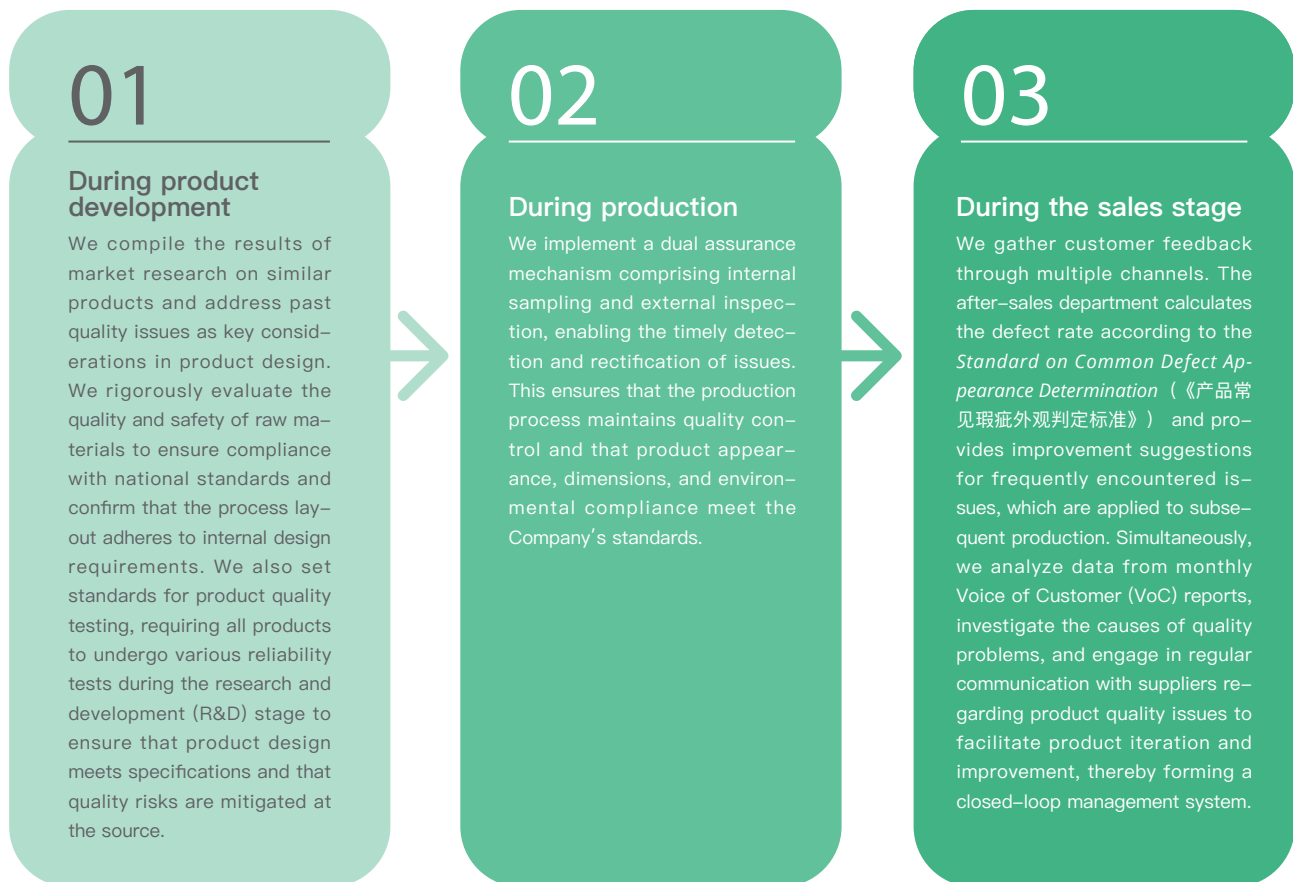 01
During product
development
We compile the results of
market research on similar
products and address past
quality issues as key consid-
erations in product design.
We rigorously evaluate the
quality and safety of raw ma-
terials to ensure compliance
with national standards and
confirm that the process lay-
out adheres to internal design
requirements. We also set
standards for product quality
testing, requiring all products
to undergo various reliability
tests during the research and
development (R&D) stage to
ensure that product design
meets specifications and that
quality risks are mitigated at
the source.
02
During production
We implement a dual assurance
mechanism comprising internal
sampling and external inspec-
tion, enabling the timely detec-
tion and rectification of issues.
This ensures that the production
process maintains quality con-
trol and that product appear-
ance, dimensions, and environ-
mental compliance meet the
Company's standards.
03
During the sales stage
We gather customer feedback
through multiple channels. The
after-sales department calculates
the defect rate according to the
Standard on Common Defect Ap-
pearance Determination（《产品常
见瑕疵外观判定标准》） and pro-
vides improvement suggestions
for frequently encountered is-
sues, which are applied to subse-
quent production. Simultaneously,
we analyze data from monthly
Voice of Customer (VoC) reports,
investigate the causes of quality
problems, and engage in regular
communication with suppliers re-
garding product quality issues to
facilitate product iteration and
improvement, thereby forming a
closed-loop management system.